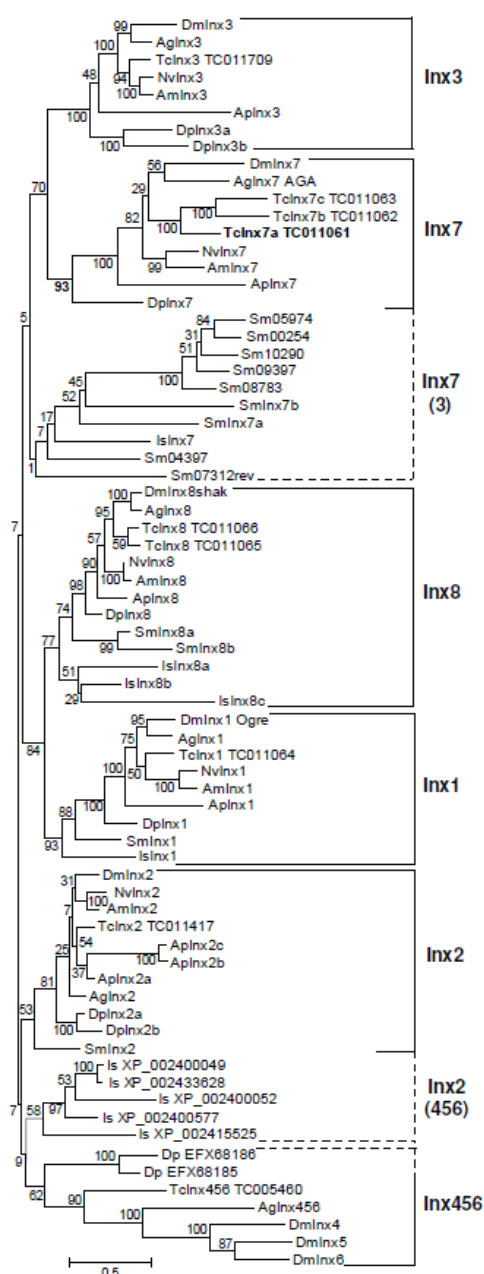 99
DmInx3
100
AgInx3
TcInx3 TC011709
48
94
NvInx3
100
AmInx3
Inx3
100
ApInx3
DpInx3a
100
DpInx3b
56
DmInx7
29
AgInx7 AGA
70
TcInx7c TC011063
82
100
TcInx7b TC011062
100
TcInx7a TC011061
Inx7
NvInx7
100
99
AmInx7
93
ApInx7
DpInx7
5
84
Sm05974
31
Sm00254
51
Sm10290
45
Sm09397
100
Sm08783
Inx7
(3)
52
SmInx7b
17
SmInx7a
7
IsInx7
Sm04397
1
Sm07312rev
100
DmInx8shak
95
AgInx8
7
57
TcInx8 TC011066
59
TcInx8 TC011065
90
NvInx8
100
AmInx8
98
ApInx8
Inx8
74
DpInx8
SmInx8a
77
99
SmInx8b
51
IsInx8a
IsInx8b
29
IsInx8c
95
DmInx1 Ogre
75
AgInx1
84
TcInx1 TC011064
100
50
NvInx1
100
AmInx1
Inx1
88
100
ApInx1
DpInx1
93
SmInx1
IsInx1
31
DmInx2
7
NvInx2
100
AmInx2
TcInx2 TC011417
25
54
ApInx2c
100
ApInx2b
Inx2
37
ApInx2a
81
AgInx2
DpInx2a
100
DpInx2b
53
SmInx2
100
Is XP_002400049
53
Is XP_002433628
Is XP_002400052
Inx2
(456)
7
58
97
Is XP_002400577
Is XP_002415525
9
100
Dp EFX68186
Dp EFX68185
62
90
TcInx456 TC005460
Inx456
100
AgInx456
100
DmInx4
87
DmInx5
DmInx6
0.5